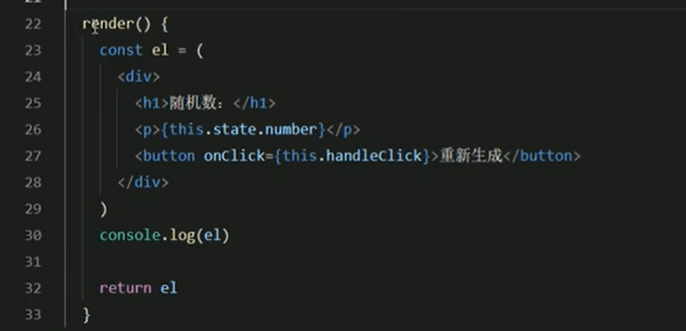 22 render() {
23 const el = (
24 <div>
25 <h1>随机数：</h1>
26 <p>{this.state.number}</p>
27 <button onClick={this.handleClick}>重新生成</button>
28 </div>
29 )
30 console.log(el)
31
32 return el
33 }